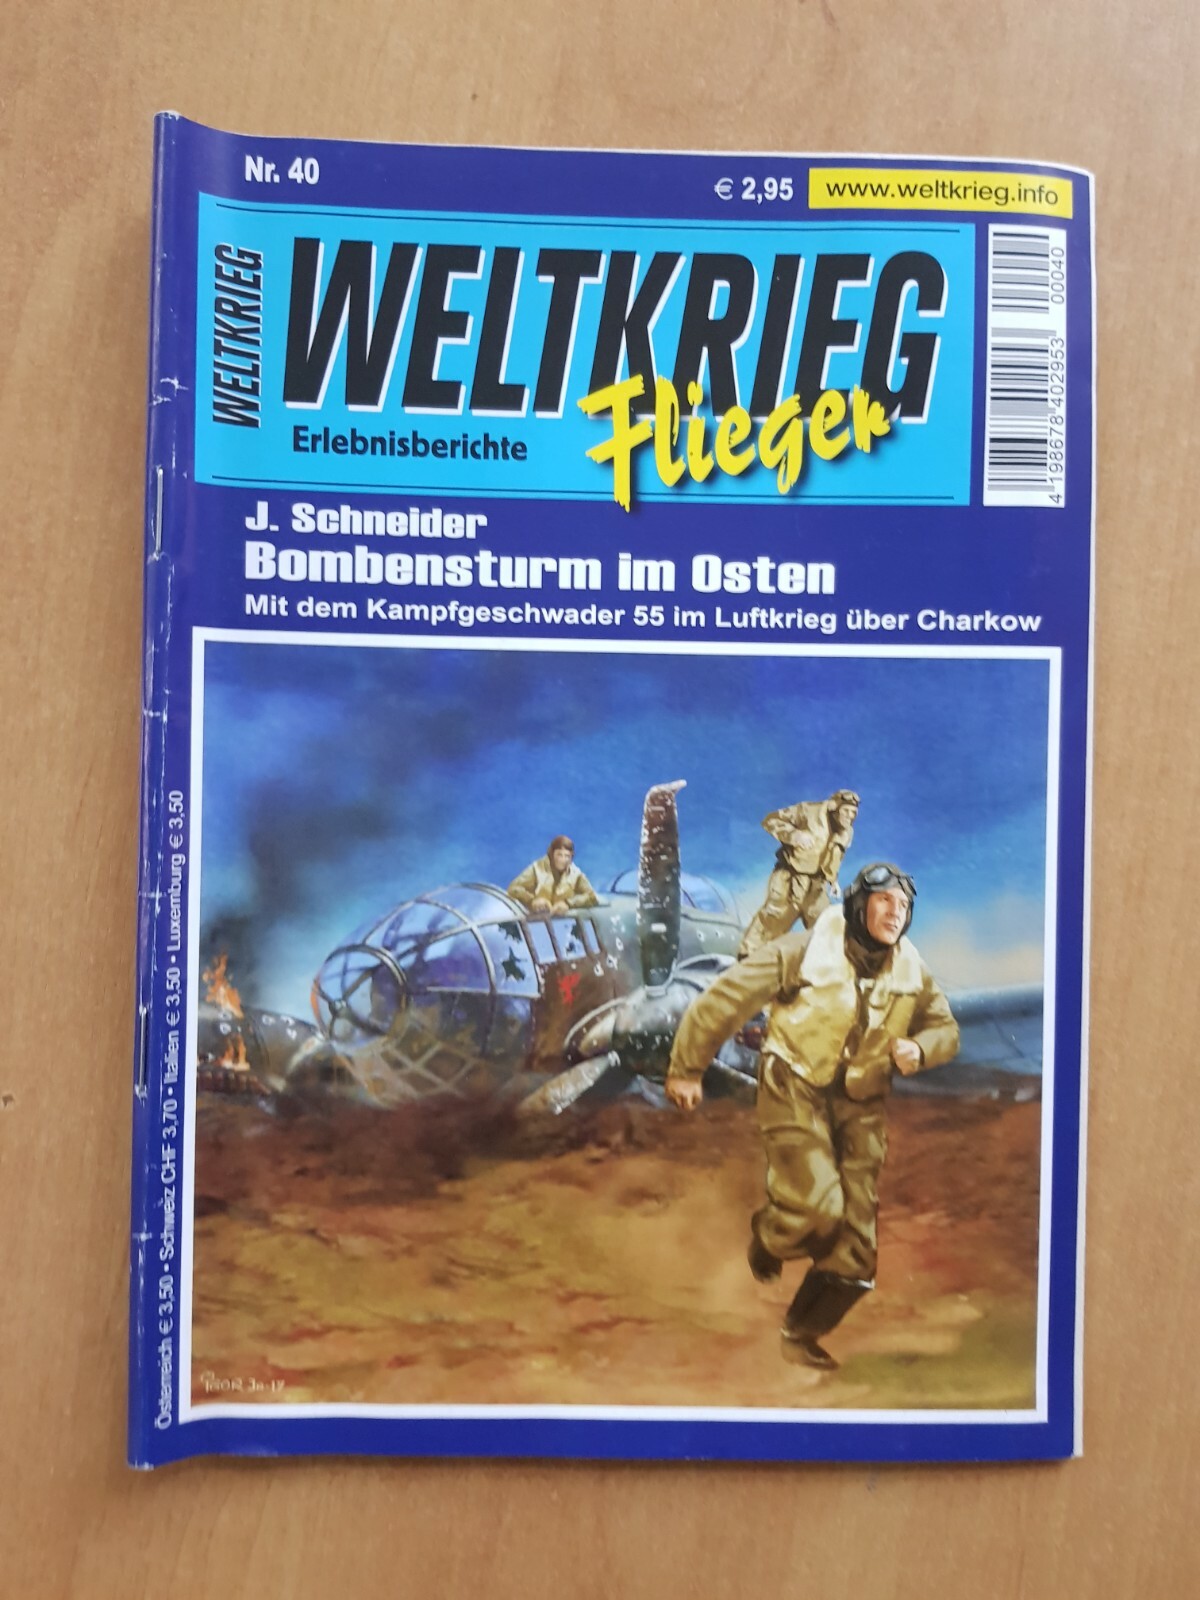 Nr. 40
€ 2,95
www.weltkrieg.info
WELTKRIEG
WELTKRIEG
Flieger
Erlebnisberichte
00040
4 198678 402953
J. Schneider
Bombensturm im Osten
Mit dem Kampfgeschwader 55 im Luftkrieg über Charkow
Österreich € 3,50 • Schweiz CHF 3,70 • Italien € 3,50 • Luxemburg € 3,50